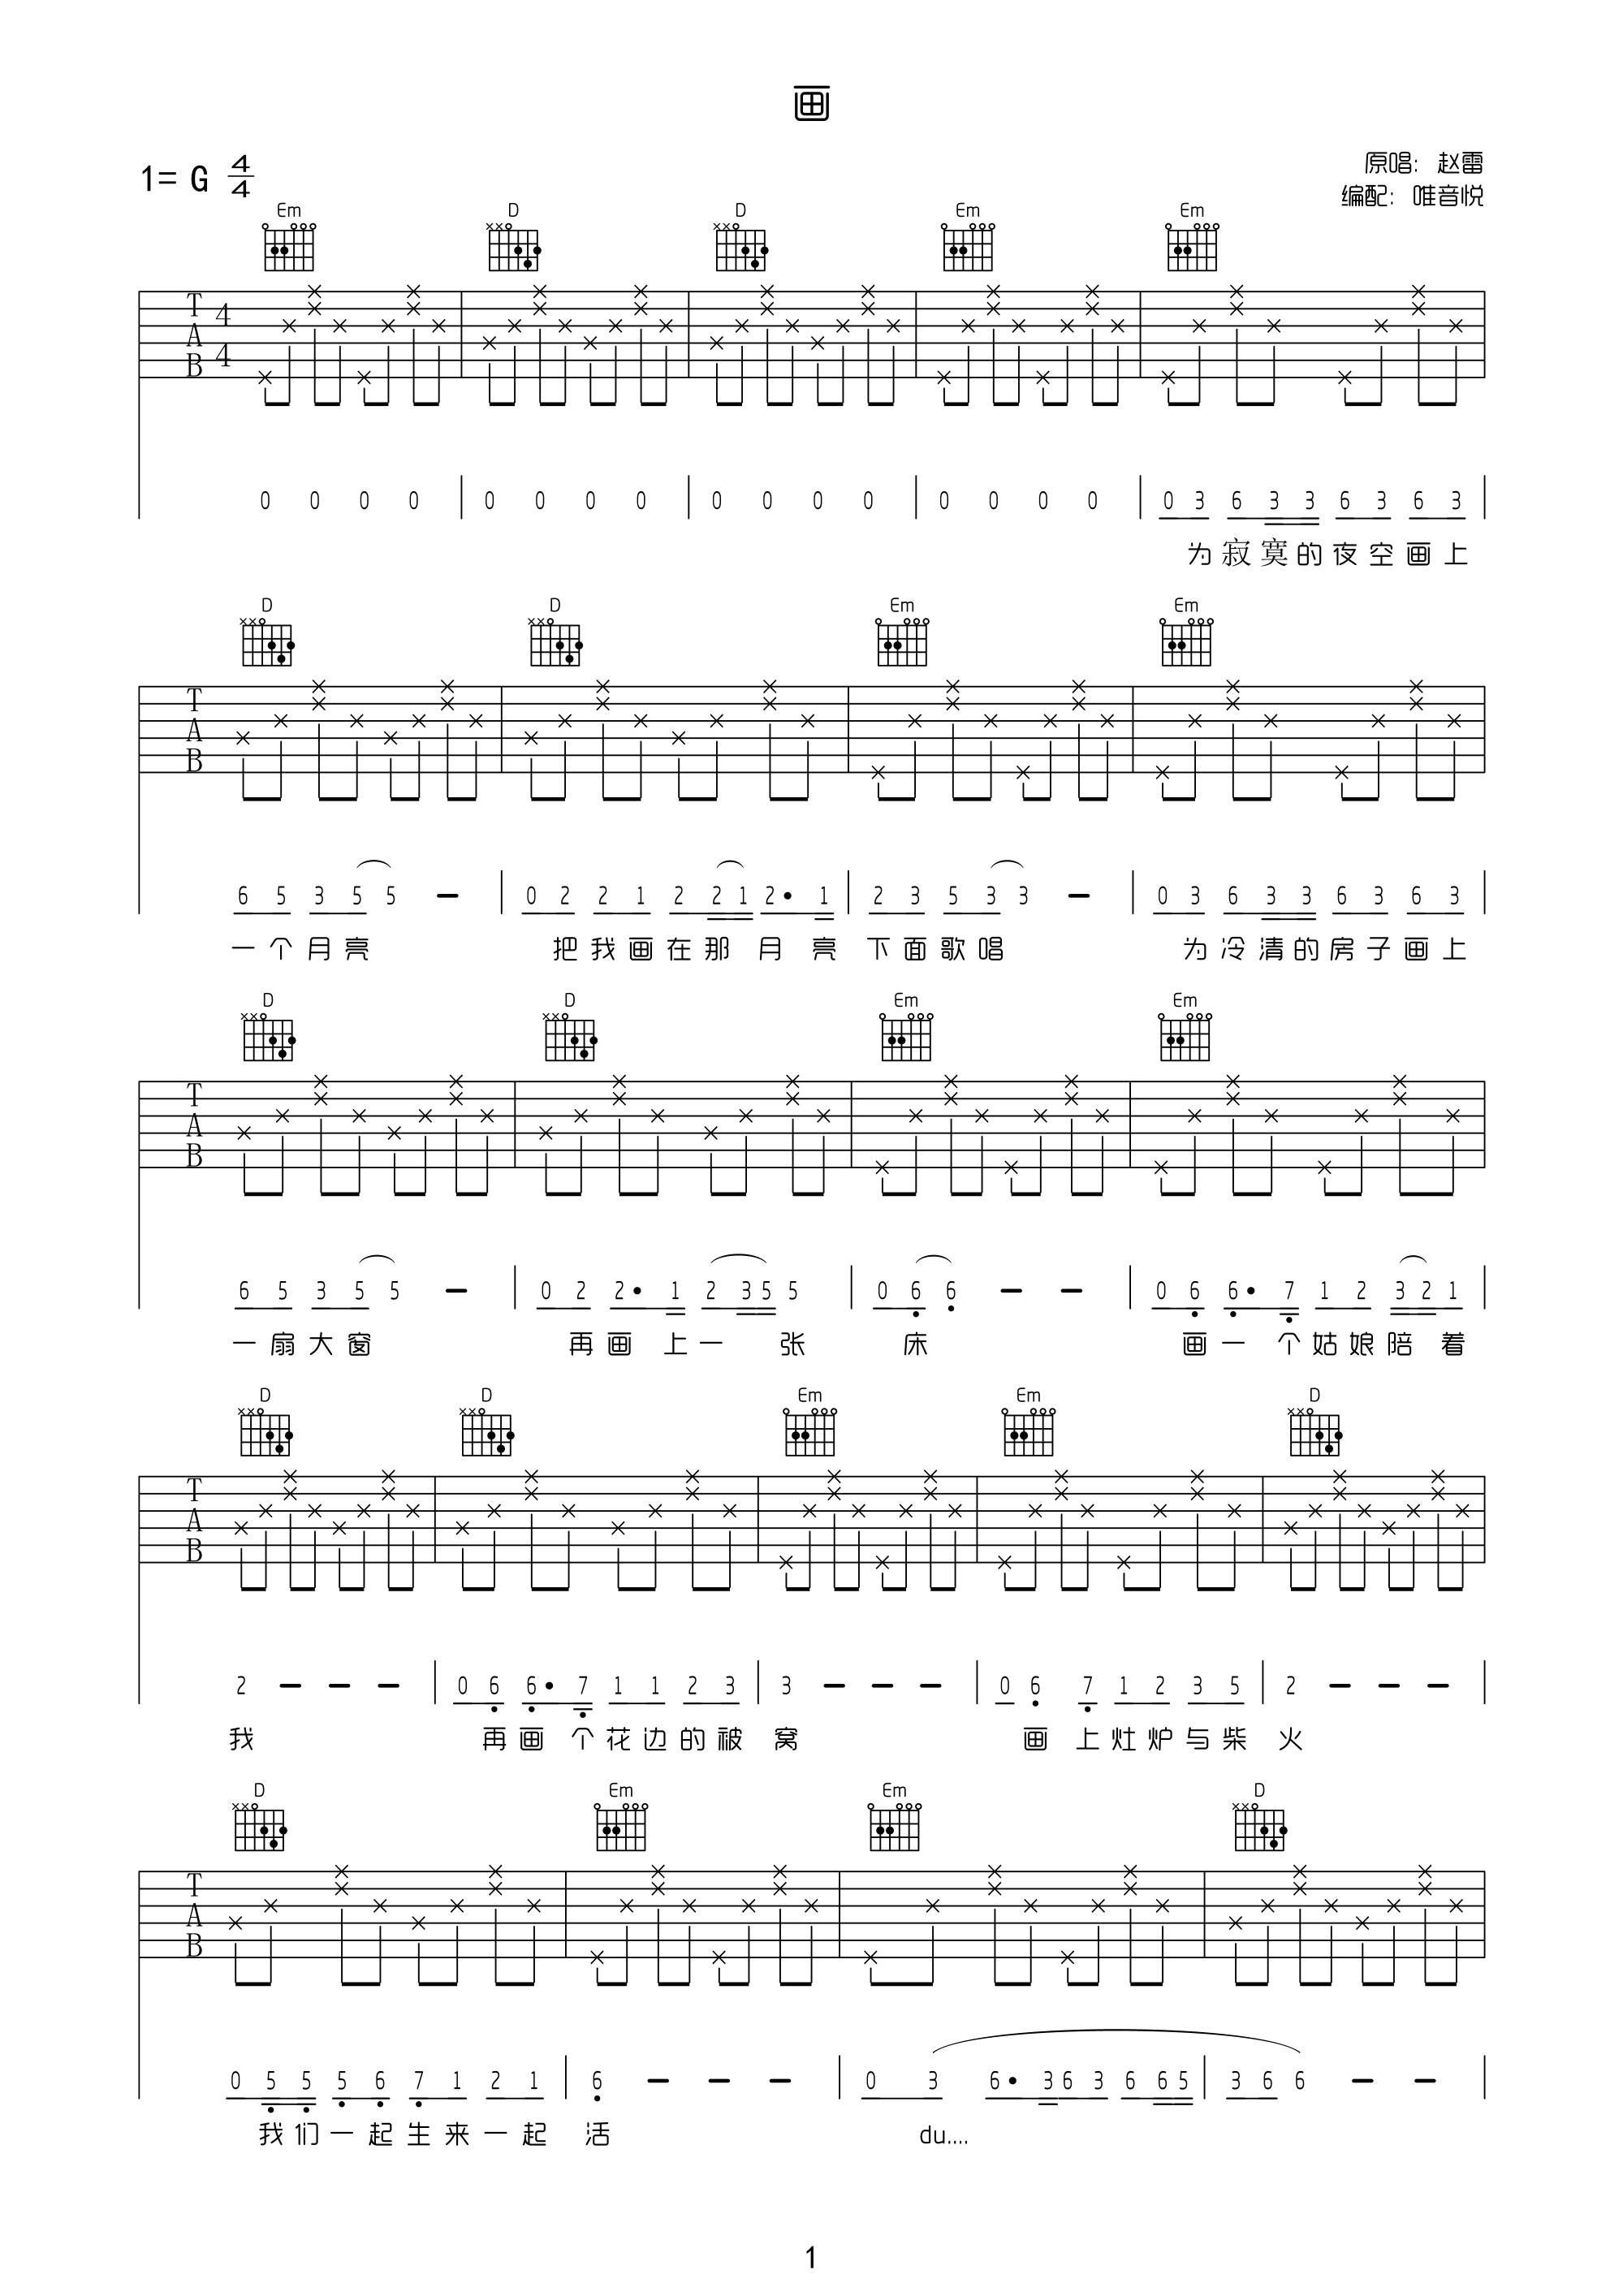 画
1= G 4/4
原唱：赵雷
编配：唯音悦
Em D D Em Em
T A B 4 4
0 0 0 0 | 0 0 0 0 | 0 0 0 0 | 0 0 0 0 | 0 3 6 3 3 6 3 6 3
为寂寞的夜空画上
D D Em Em
T A B
6 5 3 5 5 - | 0 2 2 1 2 2 1 2· 1 | 2 3 5 3 3 - | 0 3 6 3 3 6 3 6 3
一个月亮 把我画在那 月 亮 下面歌唱 为冷清的房子画上
D D Em Em
T A B
6 5 3 5 5 - | 0 2 2· 1 2 3 5 5 | 0 6 6 - - | 0 6 6· 7 1 2 3 2 1
一扇大窗 再画 上一 张 床 画一 个姑娘陪 着
D D Em Em D
T A B
2 - - - | 0 6 6· 7 1 1 2 3 | 3 - - - | 0 6 7 1 2 3 5 | 2 - - -
我 再画 个花边的被 窝 画 上灶炉与柴 火
D Em Em D
T A B
0 5 5 5 6 7 1 2 1 | 6 - - - | 0 3 6· 3 6 3 6 6 5 | 3 6 6 - -
我们一起生来一起 活 du....
1